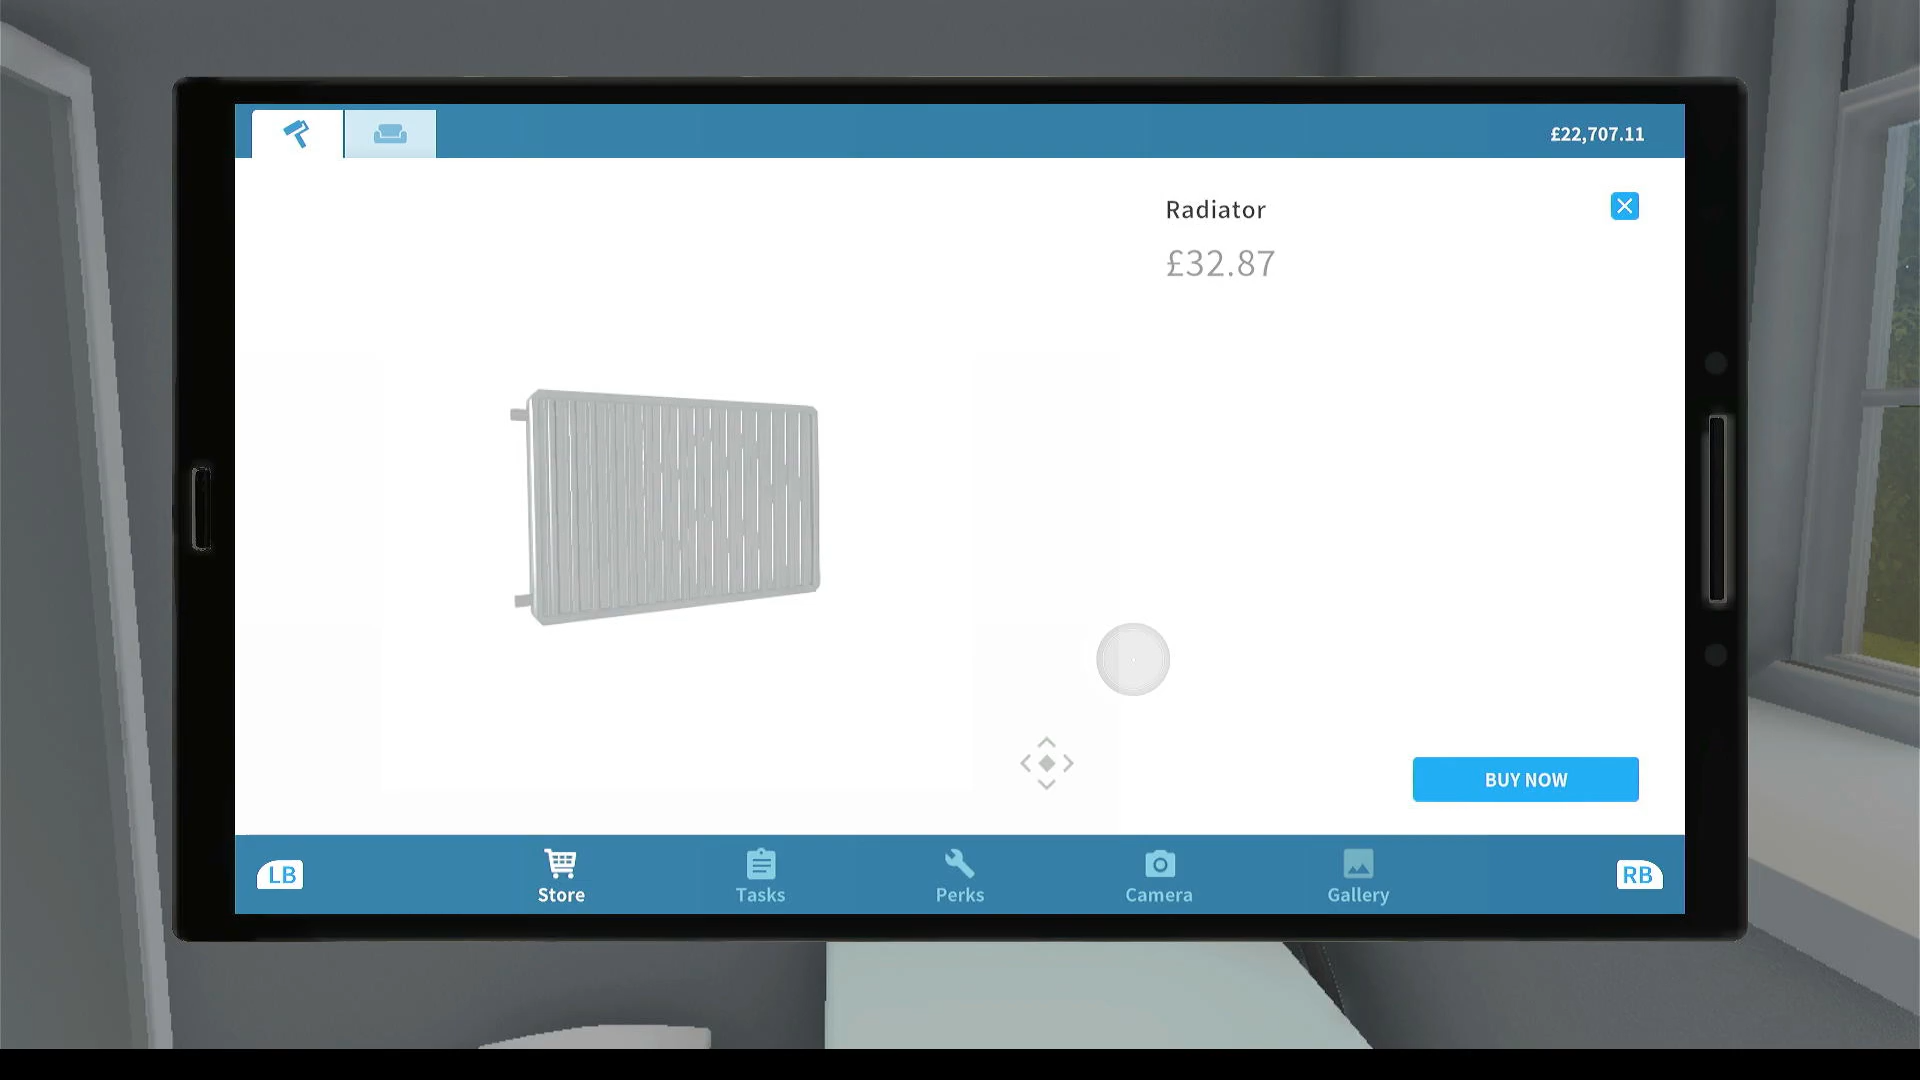 £22,707.11
Radiator
£32.87
BUY NOW
LB
Store
Tasks
Perks
Camera
Gallery
RB